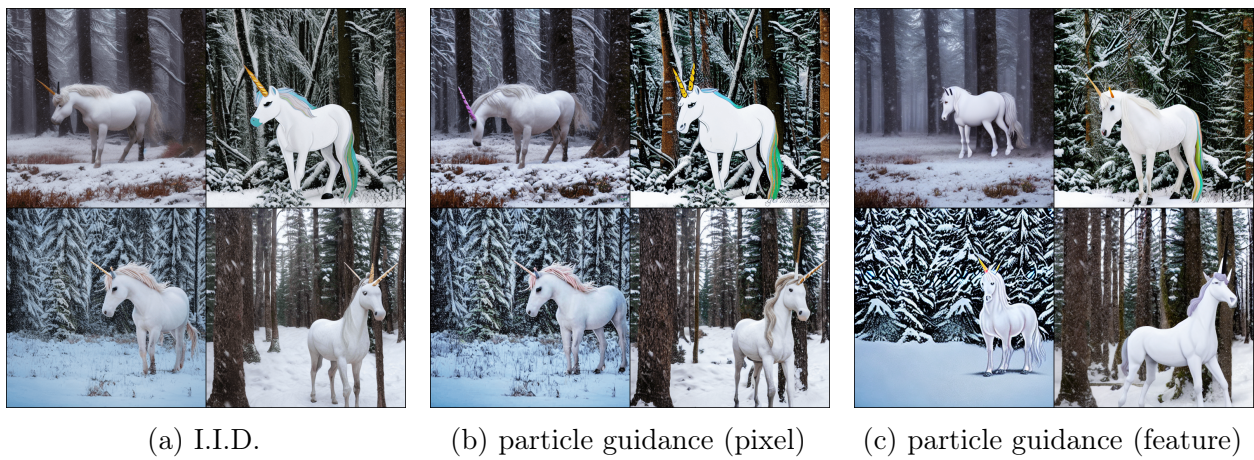 (a) I.I.D.
(b) particle guidance (pixel)
(c) particle guidance (feature)